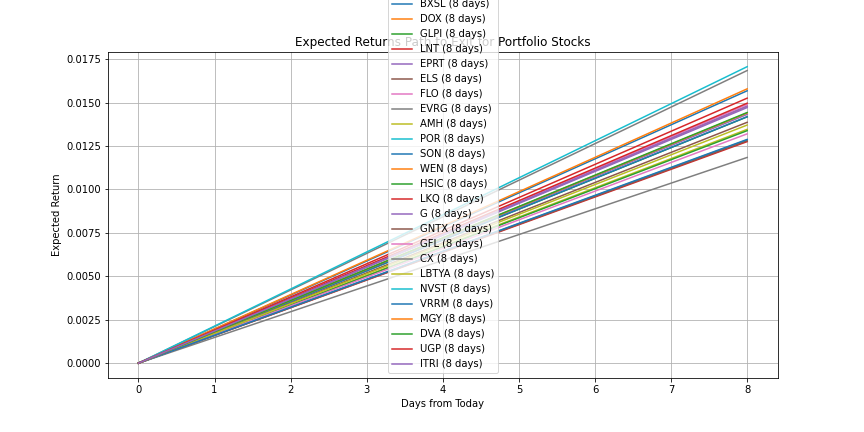 BXSL (8 days)
DOX (8 days)
GLPI (8 days)
Expected Returns Path to Exit for Portfolio Stocks
LNT (8 days)
EPRT (8 days)
ELS (8 days)
FLO (8 days)
EVRG (8 days)
AMH (8 days)
POR (8 days)
SON (8 days)
WEN (8 days)
HSIC (8 days)
LKQ (8 days)
G (8 days)
GNTX (8 days)
GFL (8 days)
CX (8 days)
LBTYA (8 days)
NVST (8 days)
VRRM (8 days)
MGY (8 days)
DVA (8 days)
UGP (8 days)
ITRI (8 days)
0.0175
0.0150
0.0125
0.0100
0.0075
0.0050
0.0025
0.0000
Expected Return
0 1 2 3 4 5 6 7 8
Days from Today